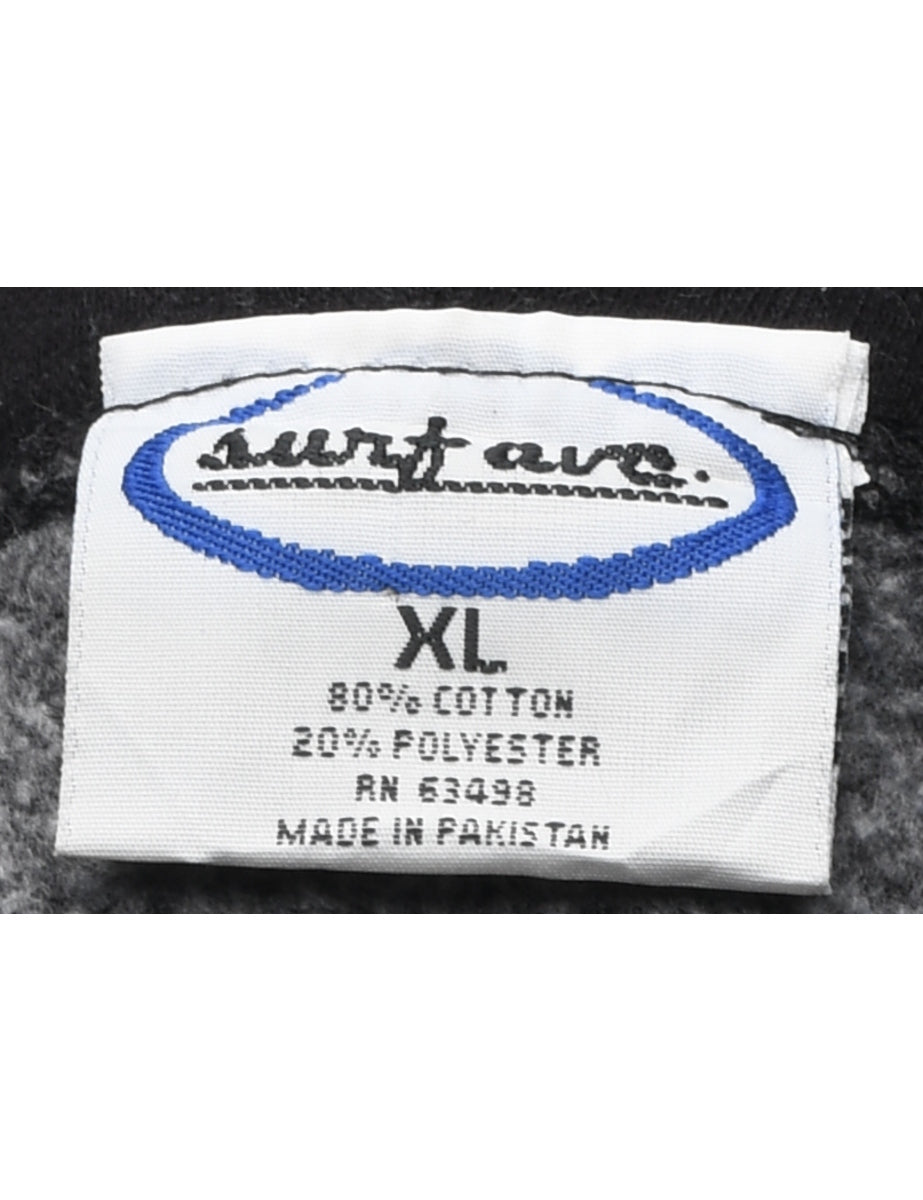 surf ave.
XL
80% COTTON
20% POLYESTER
RN 63498
MADE IN PAKISTAN